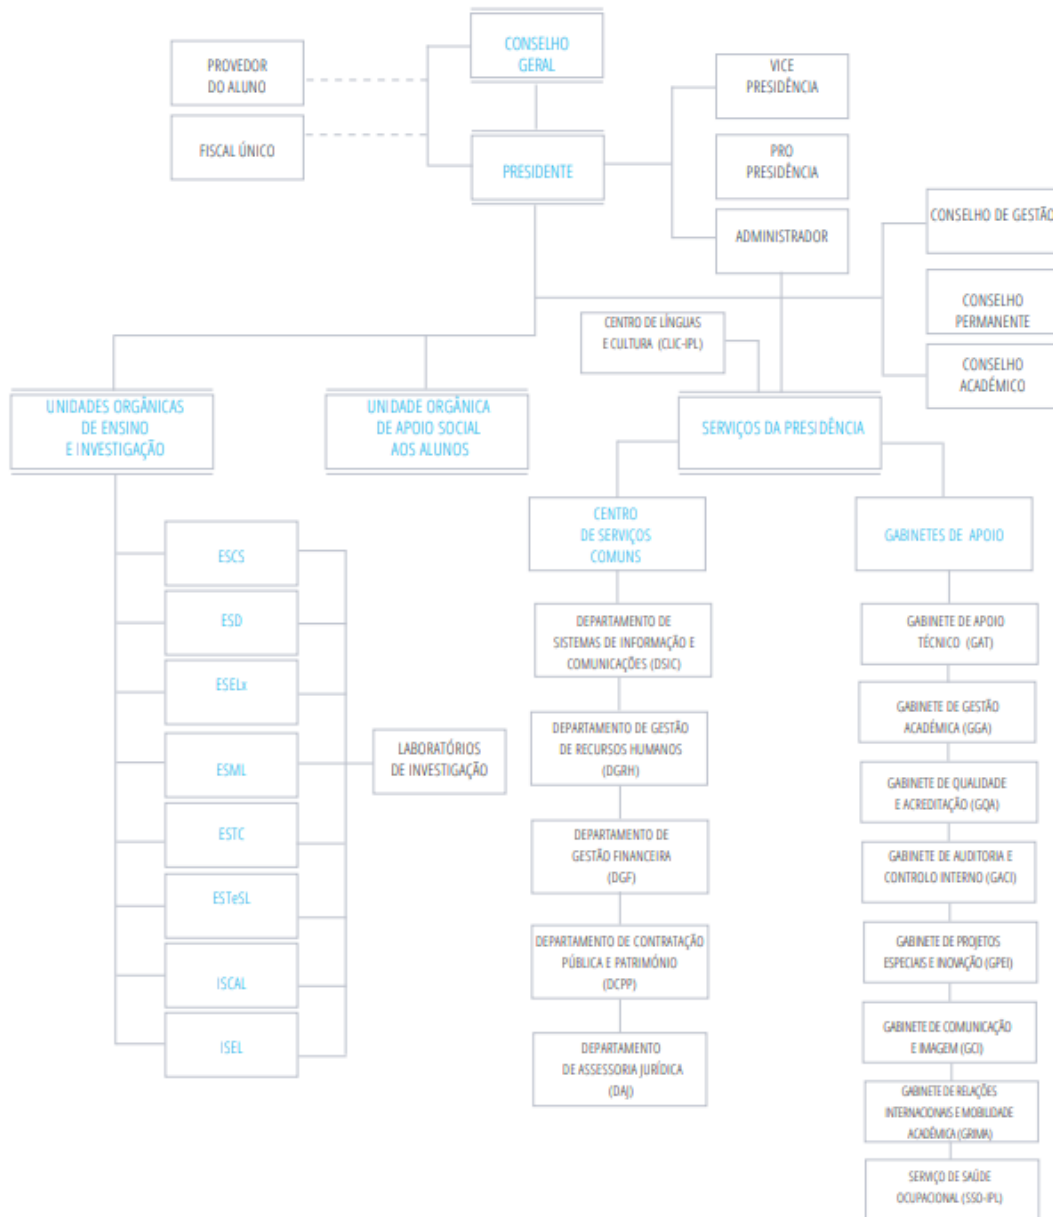 CONSELHO
GERAL
PROVEDOR
DO ALUNO
VICE
PRESIDÊNCIA
FISCAL ÚNICO
PRESIDENTE
PRO
PRESIDÊNCIA
ADMINISTRADOR
CONSELHO DE GESTÃO
CONSELHO
PERMANENTE
CONSELHO
ACADÉMICO
CENTRO DE LÍNGUAS
E CULTURA (CLIC-IPL)
UNIDADES ORGÂNICAS
DE ENSINO
E INVESTIGAÇÃO
UNIDADE ORGÂNICA
DE APOIO SOCIAL
AOS ALUNOS
SERVIÇOS DA PRESIDÊNCIA
ESCS
ESD
ESELx
ESML
ESTC
ESTeSL
ISCAL
ISEL
LABORATÓRIOS
DE INVESTIGAÇÃO
CENTRO
DE SERVIÇOS
COMUNS
DEPARTAMENTO DE
SISTEMAS DE INFORMAÇÃO E
COMUNICAÇÕES (DSIC)
DEPARTAMENTO DE GESTÃO
DE RECURSOS HUMANOS
(DGRH)
DEPARTAMENTO DE
GESTÃO FINANCEIRA
(DGF)
DEPARTAMENTO DE CONTRATAÇÃO
PÚBLICA E PATRIMÓNIO
(DCPP)
DEPARTAMENTO
DE ASSESSORIA JURÍDICA
(DAJ)
GABINETES DE APOIO
GABINETE DE APOIO
TÉCNICO (GAT)
GABINETE DE GESTÃO
ACADÉMICA (GGA)
GABINETE DE QUALIDADE
E ACREDITAÇÃO (GQA)
GABINETE DE AUDITORIA E
CONTROLO INTERNO (GACI)
GABINETE DE PROJETOS
ESPECIAIS E INOVAÇÃO (GPEI)
GABINETE DE COMUNICAÇÃO
E IMAGEM (GCI)
GABINETE DE RELAÇÕES
INTERNACIONAIS E MOBILIDADE
ACADÉMICA (GRIMA)
SERVIÇO DE SAÚDE
OCUPACIONAL (SSO-IPL)